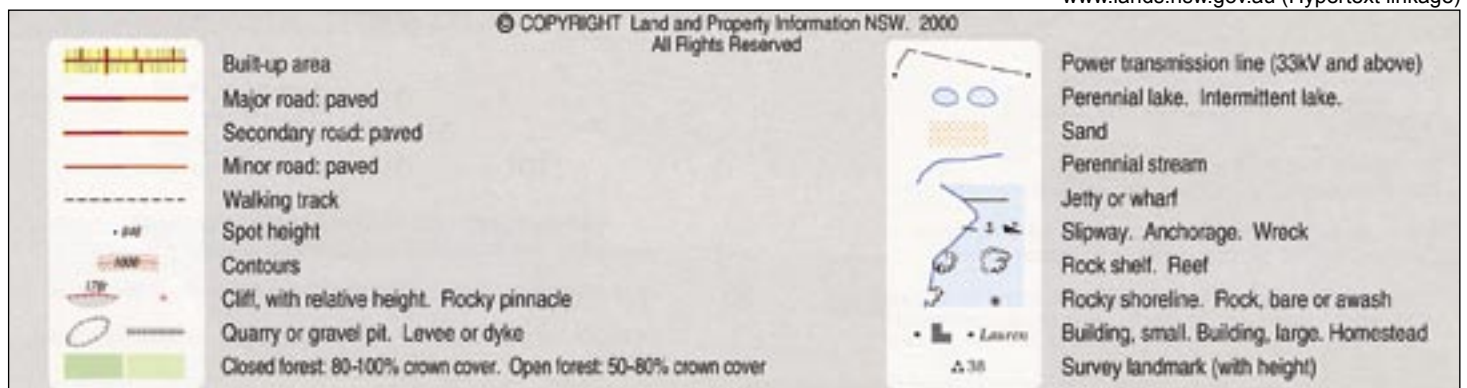 www.lands.nsw.gov.au (Hypertext linkage)
© COPYRIGHT Land and Property Information NSW. 2000
All Rights Reserved
Built-up area
Major road: paved
Secondary road: paved
Minor road: paved
Walking track
Spot height
1000
Contours
Cliff, with relative height. Rocky pinnacle
Quarry or gravel pit. Levee or dyke
Closed forest: 80-100% crown cover. Open forest: 50-80% crown cover
Power transmission line (33kV and above)
Perennial lake. Intermittent lake.
Sand
Perennial stream
Jetty or wharf
Slipway. Anchorage. Wreck
Rock shelf. Reef
Rocky shoreline. Rock, bare or awash
Lauren
Building, small. Building, large. Homestead
38
Survey landmark (with height)